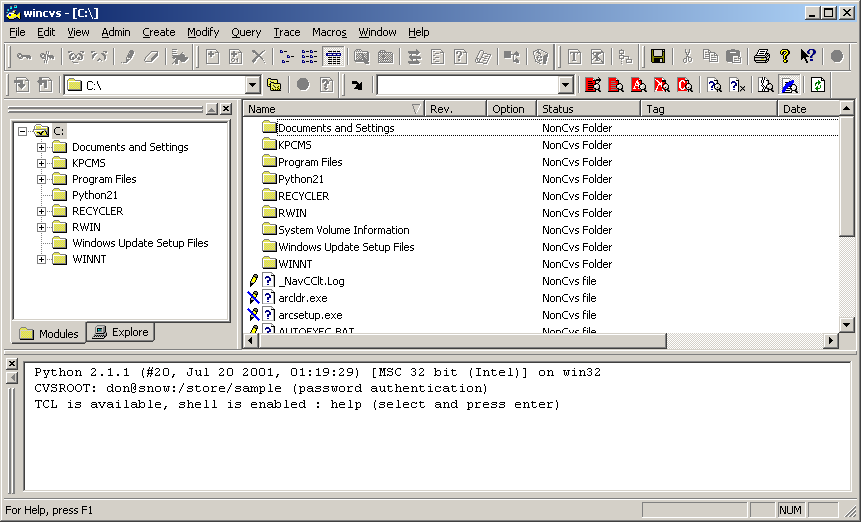 wincvs - [C:\]
File Edit View Admin Create Modify Query Trace Macros Window Help
C:\
Name Rev. Option Status Tag Date
C:
Documents and Settings
KPCMS
Program Files
Python21
RECYCLER
RWIN
Windows Update Setup Files
WINNT
Modules Explore
Documents and Settings NonCvs Folder
KPCMS NonCvs Folder
Program Files NonCvs Folder
Python21 NonCvs Folder
RECYCLER NonCvs Folder
RWIN NonCvs Folder
System Volume Information NonCvs Folder
Windows Update Setup Files NonCvs Folder
WINNT NonCvs Folder
_NavCClt.Log NonCvs file
arcldr.exe NonCvs file
arcsetup.exe NonCvs file
AUTOEXEC.BAT NonCvs file
Python 2.1.1 (#20, Jul 20 2001, 01:19:29) [MSC 32 bit (Intel)] on win32
CVSROOT: don@snow:/store/sample (password authentication)
TCL is available, shell is enabled : help (select and press enter)
For Help, press F1 NUM